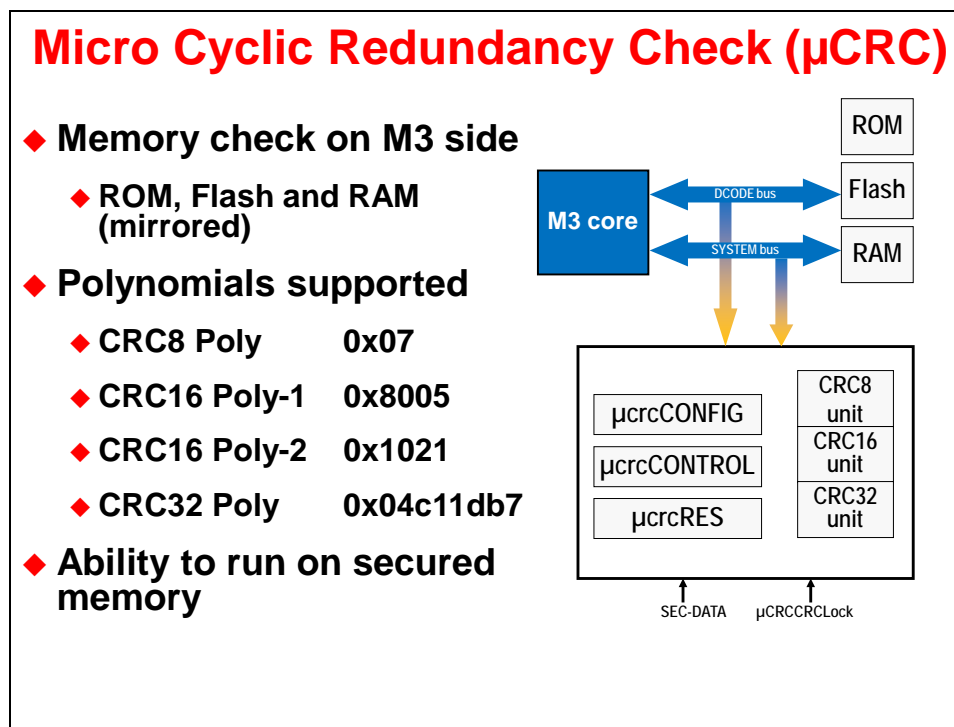 Micro Cyclic Redundancy Check (µCRC)
◆ Memory check on M3 side
◆ ROM, Flash and RAM
(mirrored)
◆ Polynomials supported
◆ CRC8 Poly 0x07
◆ CRC16 Poly-1 0x8005
◆ CRC16 Poly-2 0x1021
◆ CRC32 Poly 0x04c11db7
◆ Ability to run on secured
memory
M3 core
DCODE bus
SYSTEM bus
ROM
Flash
RAM
µcrcCONFIG
µcrcCONTROL
µcrcRES
CRC8
unit
CRC16
unit
CRC32
unit
SEC-DATA
µCRCCRCLock